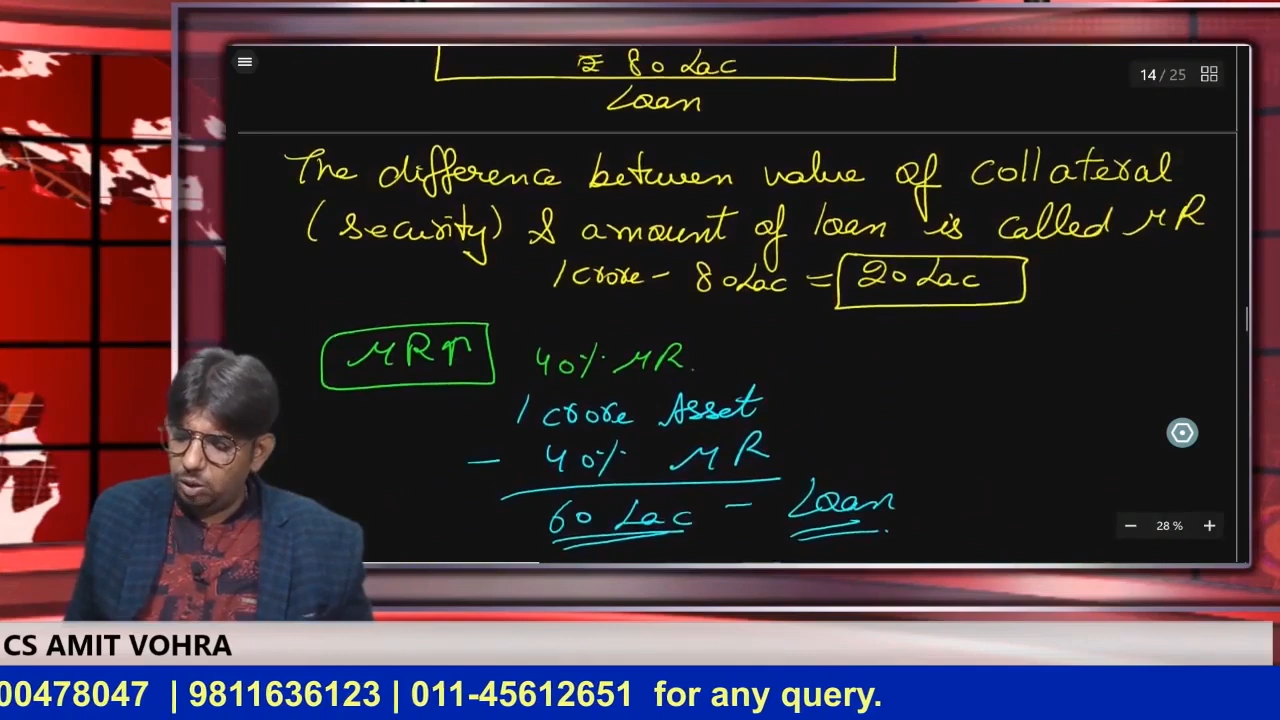 ₹ 80 Lac
Loan
14 / 25
The difference between value of collateral
(security) & amount of loan is called MR
1 crore - 80 Lac = 20 Lac
MR↑ 40% MR.
1 crore Asset
- 40% MR
60 Lac - Loan
28 %
CS AMIT VOHRA
00478047 | 9811636123 | 011-45612651 for any query.